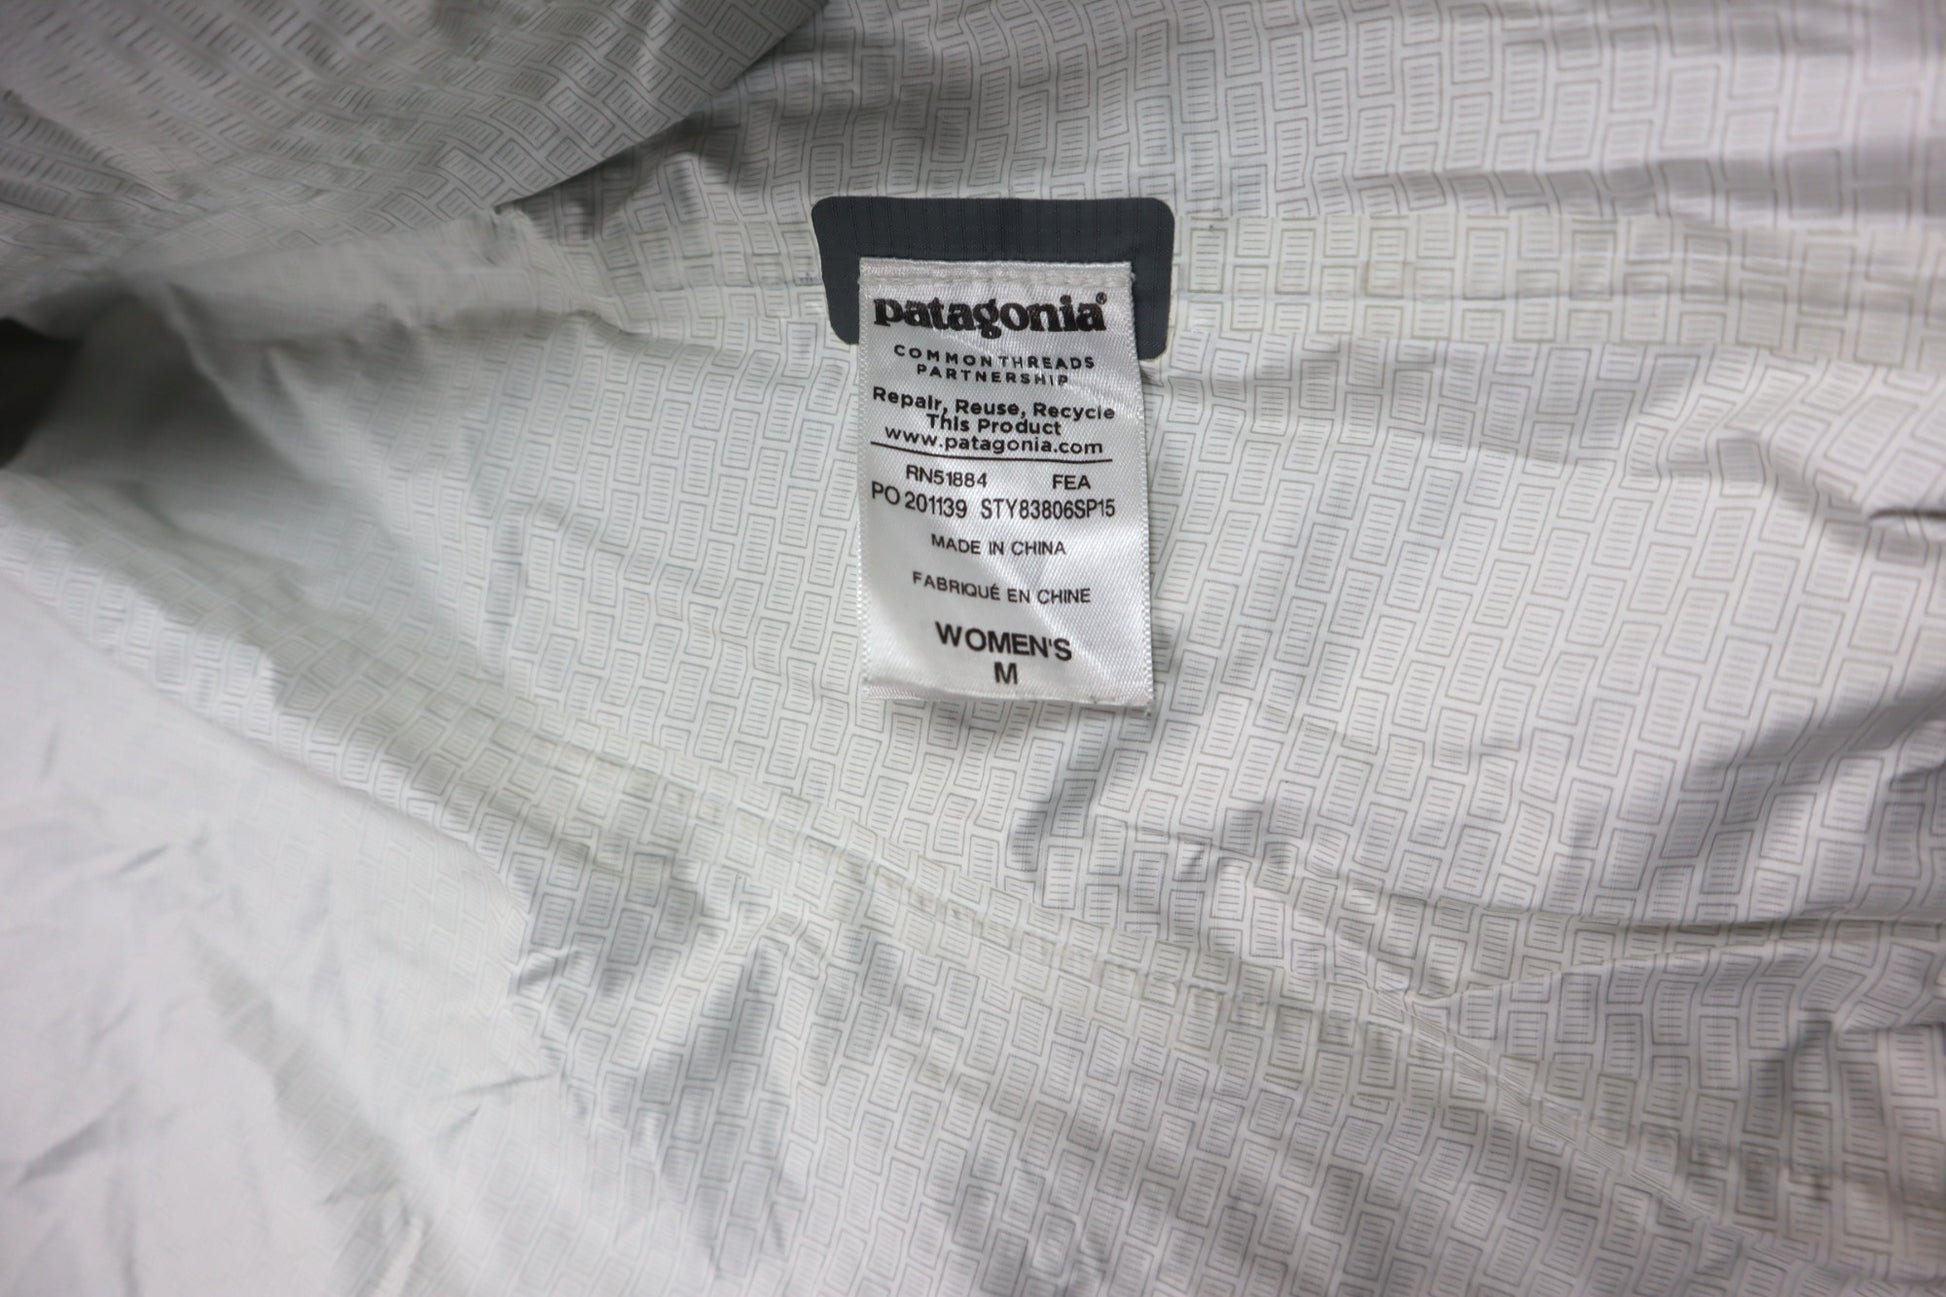 patagonia®
COMMON THREADS
PARTNERSHIP
Repair, Reuse, Recycle
This Product
www.patagonia.com
RN51884 FEA
PO 201139 STY83806SP15
MADE IN CHINA
FABRIQUÉ EN CHINE
WOMEN'S
M